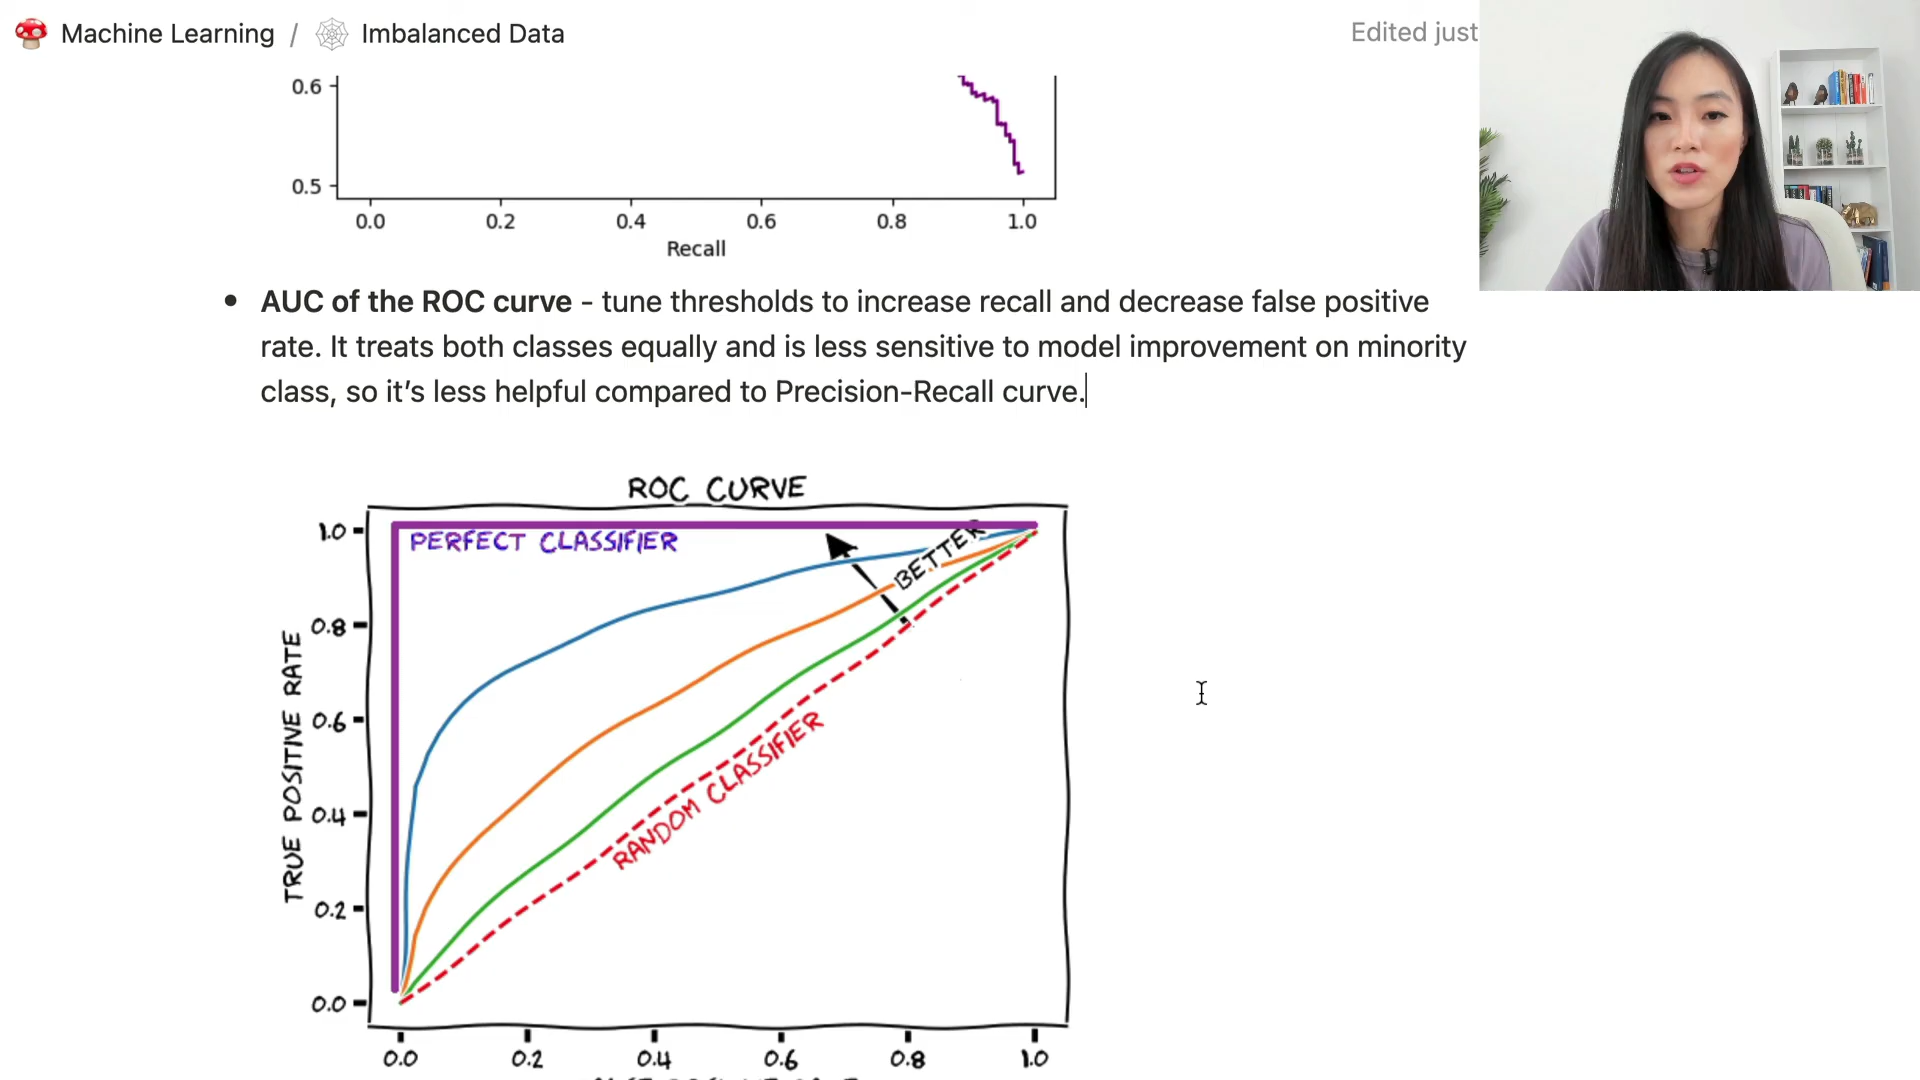 Machine Learning / Imbalanced Data
Edited just
0.6
0.5
0.0 0.2 0.4 0.6 0.8 1.0
Recall
• AUC of the ROC curve - tune thresholds to increase recall and decrease false positive
rate. It treats both classes equally and is less sensitive to model improvement on minority
class, so it’s less helpful compared to Precision-Recall curve.
ROC CURVE
PERFECT CLASSIFIER
BETTER
RANDOM CLASSIFIER
TRUE POSITIVE RATE
1.0
0.8
0.6
0.4
0.2
0.0
0.0 0.2 0.4 0.6 0.8 1.0